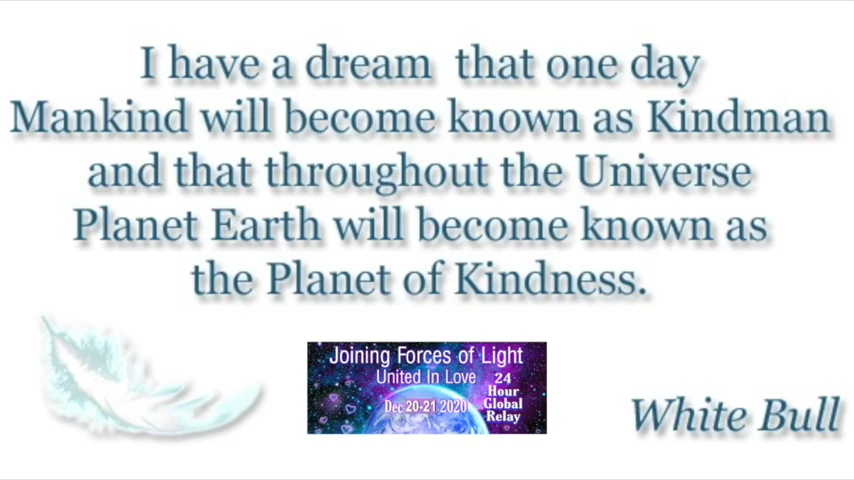 I have a dream that one day
Mankind will become known as Kindman
and that throughout the Universe
Planet Earth will become known as
the Planet of Kindness.
Joining Forces of Light
United In Love
24
Hour
Global
Relay
Dec 20-21 2020
White Bull